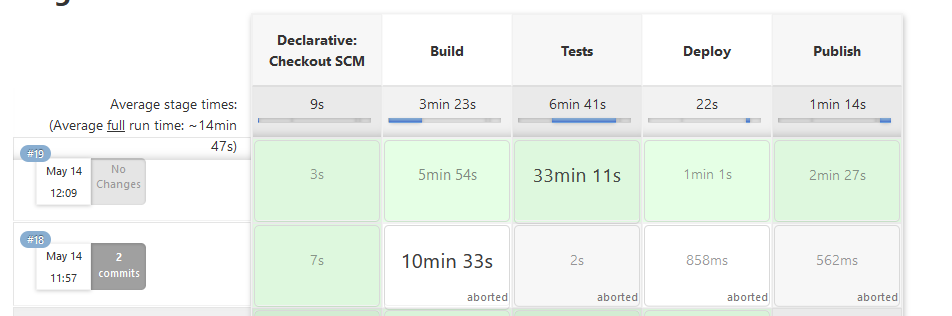 Declarative:
Checkout SCM
Build
Tests
Deploy
Publish
Average stage times:
(Average full run time: ~14min
47s)
9s
3min 23s
6min 41s
22s
1min 14s
#19
May 14
12:09
No
Changes
3s
5min 54s
33min 11s
1min 1s
2min 27s
#18
May 14
11:57
2
commits
7s
10min 33s
aborted
2s
aborted
858ms
aborted
562ms
aborted